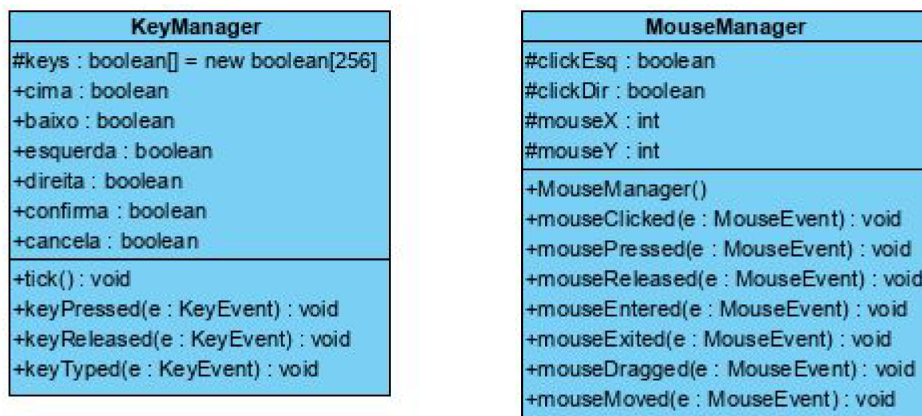 KeyManager
#keys : boolean[] = new boolean[256]
+cima : boolean
+baixo : boolean
+esquerda : boolean
+direita : boolean
+confirma : boolean
+cancela : boolean
+tick() : void
+keyPressed(e : KeyEvent) : void
+keyReleased(e : KeyEvent) : void
+keyTyped(e : KeyEvent) : void
MouseManager
#clickEsq : boolean
#clickDir : boolean
#mouseX : int
#mouseY : int
+MouseManager()
+mouseClicked(e : MouseEvent) : void
+mousePressed(e : MouseEvent) : void
+mouseReleased(e : MouseEvent) : void
+mouseEntered(e : MouseEvent) : void
+mouseExited(e : MouseEvent) : void
+mouseDragged(e : MouseEvent) : void
+mouseMoved(e : MouseEvent) : void